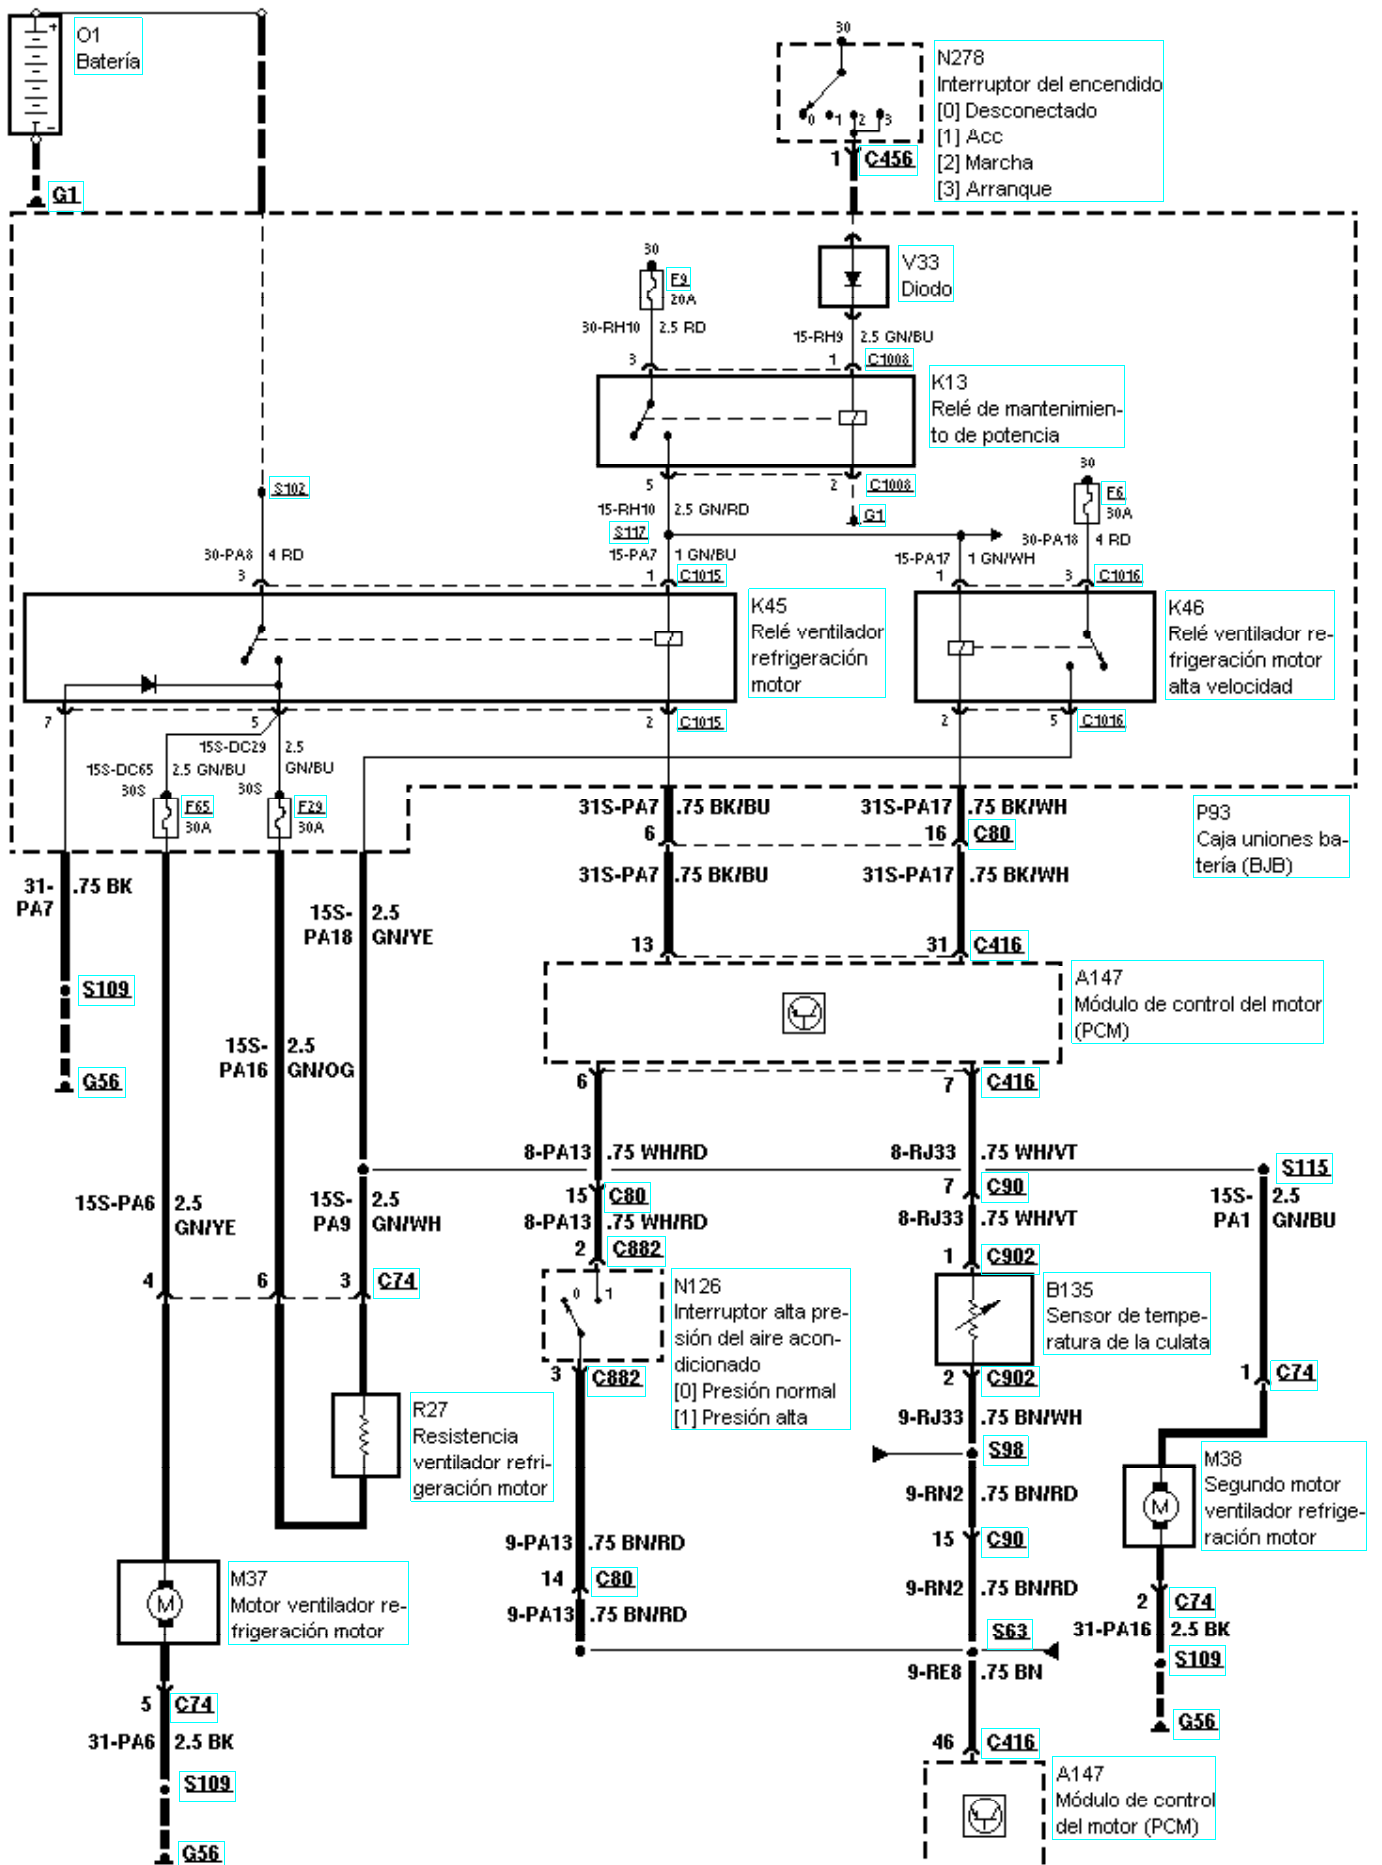 O1
Batería
G1
30
0 1 2 3
1 C456
N278
Interruptor del encendido
[0] Desconectado
[1] Acc
[2] Marcha
[3] Arranque
V33
Diodo
30
F9
20A
30-RH10 2.5 RD
15-RH9 2.5 GN/BU
3 1 C1008
K13
Relé de mantenimien-
to de potencia
5 2 C1008
G1
15-RH10 2.5 GN/RD
S117
S102
30
F6
30A
30-PA8 4 RD
15-PA7 1 GN/BU
15-PA17 1 GN/WH
30-PA18 4 RD
3 1 C1015
1 3 C1016
K45
Relé ventilador
refrigeración
motor
K46
Relé ventilador re-
frigeración motor
alta velocidad
7 5 2 C1015
2 5 C1016
15S-DC29 2.5
GN/BU
15S-DC65 2.5 GN/BU
30S 30S
F65
30A
F29
30A
31S-PA7 .75 BK/BU
31S-PA17 .75 BK/WH
6 16 C80
31S-PA7 .75 BK/BU
31S-PA17 .75 BK/WH
P93
Caja uniones ba-
tería (BJB)
31-
PA7
.75 BK
15S-
PA18
2.5
GN/YE
13 31 C416
A147
Módulo de control del motor
(PCM)
S109
G56
15S-
PA16
2.5
GN/OG
6 7 C416
8-PA13 .75 WH/RD
8-RJ33 .75 WH/VT
S115
15 C80
7 C90
15S-PA6 2.5
GN/YE
15S-
PA9
2.5
GN/WH
8-PA13 .75 WH/RD
8-RJ33 .75 WH/VT
15S-
PA1
2.5
GN/BU
2 C882
1 C902
4 6 3 C74
0 1
N126
Interruptor alta pre-
sión del aire acon-
dicionado
[0] Presión normal
[1] Presión alta
B135
Sensor de tempe-
ratura de la culata
3 C882
2 C902
1 C74
R27
Resistencia
ventilador refri-
geración motor
9-RJ33 .75 BN/WH
S98
M
M38
Segundo motor
ventilador refrige-
ración motor
9-RN2 .75 BN/RD
9-PA13 .75 BN/RD
15 C90
14 C80
9-RN2 .75 BN/RD
9-PA13 .75 BN/RD
M
M37
Motor ventilador re-
frigeración motor
2 C74
31-PA16 2.5 BK
S109
G56
S63
9-RE8 .75 BN
5 C74
31-PA6 2.5 BK
S109
G56
46 C416
A147
Módulo de control
del motor (PCM)